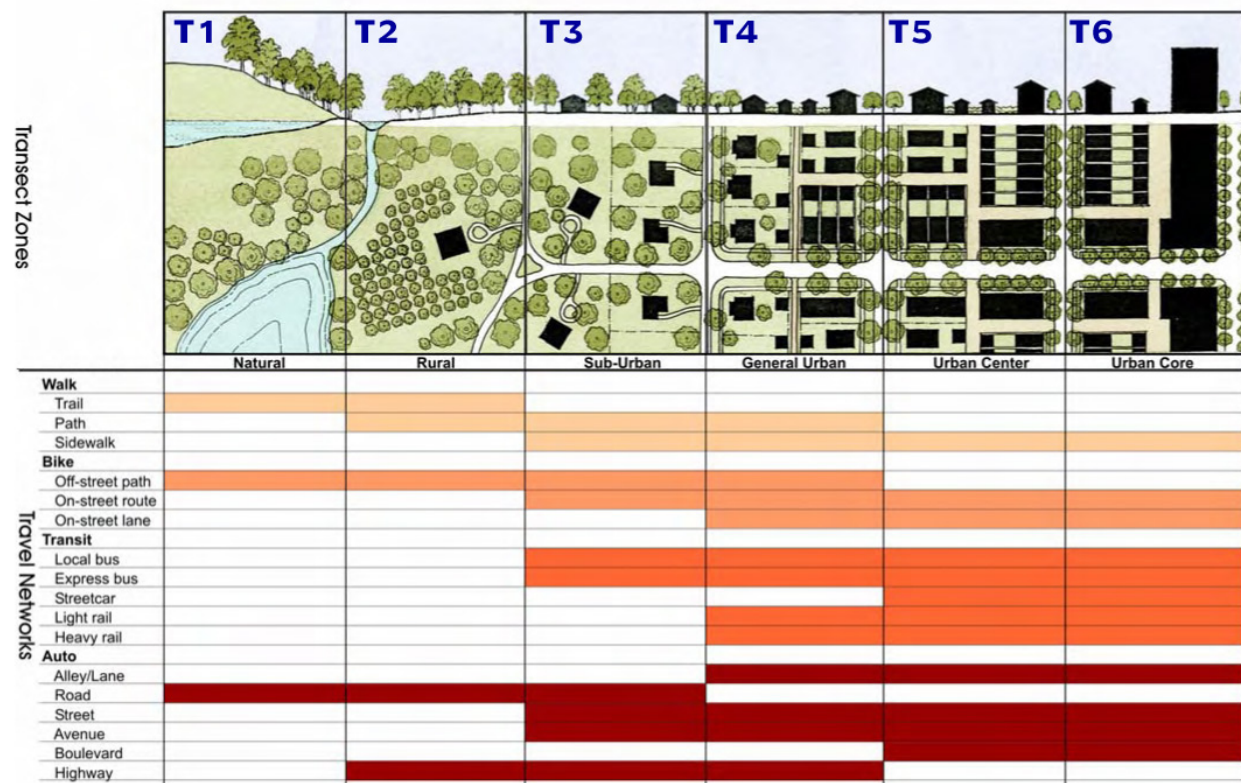 T1 T2 T3 T4 T5 T6
Transect Zones
Natural Rural Sub-Urban General Urban Urban Center Urban Core
Travel Networks
Walk
Trail
Path
Sidewalk
Bike
Off-street path
On-street route
On-street lane
Transit
Local bus
Express bus
Streetcar
Light rail
Heavy rail
Auto
Alley/Lane
Road
Street
Avenue
Boulevard
Highway